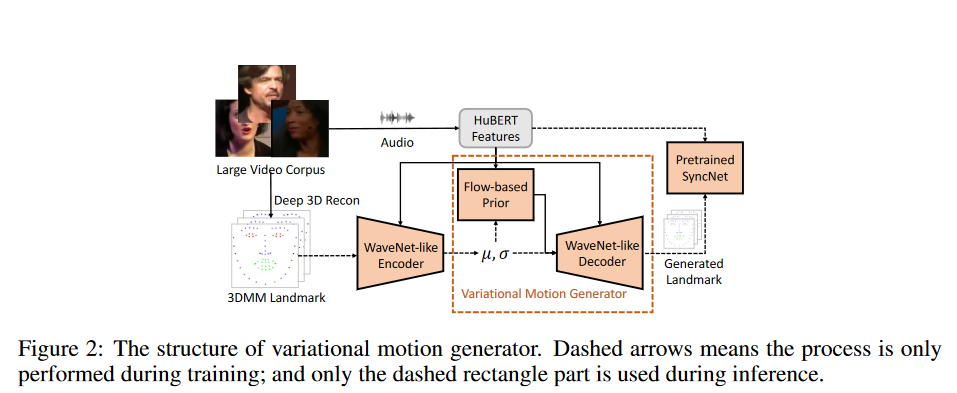 HuBERT
Features
Audio
Large Video Corpus
Pretrained
SyncNet
Flow-based
Prior
Deep 3D Recon
WaveNet-like
Encoder
μ, σ
WaveNet-like
Decoder
Generated
Landmark
3DMM Landmark
Variational Motion Generator
Figure 2: The structure of variational motion generator. Dashed arrows means the process is only
performed during training; and only the dashed rectangle part is used during inference.